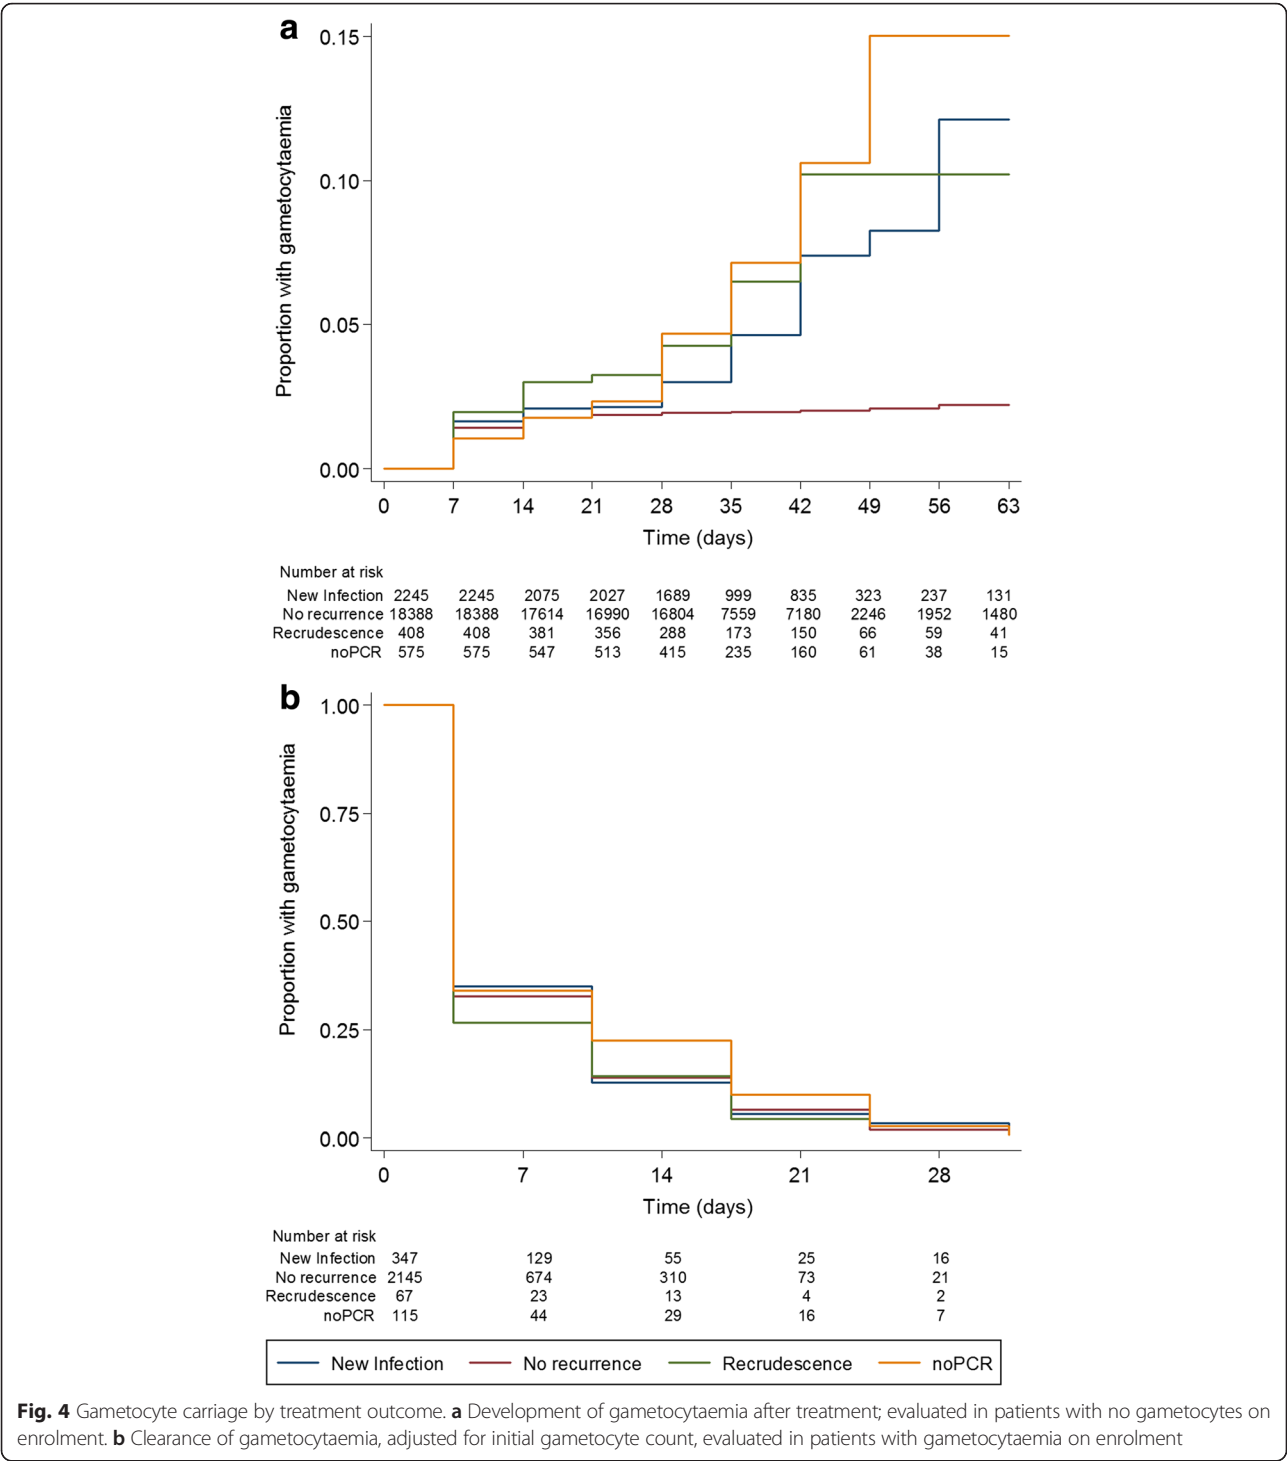 a
0.15
0.10
0.05
0.00
Proportion with gametocytaemia
0 7 14 21 28 35 42 49 56 63
Time (days)
Number at risk
New Infection 2245 2245 2075 2027 1689 999 835 323 237 131
No recurrence 18388 18388 17614 16990 16804 7559 7180 2246 1952 1480
Recrudescence 408 408 381 356 288 173 150 66 59 41
noPCR 575 575 547 513 415 235 160 61 38 15
b
1.00
0.75
0.50
0.25
0.00
Proportion with gametocytaemia
0 7 14 21 28
Time (days)
Number at risk
New Infection 347 129 55 25 16
No recurrence 2145 674 310 73 21
Recrudescence 67 23 13 4 2
noPCR 115 44 29 16 7
New Infection No recurrence Recrudescence noPCR
Fig. 4 Gametocyte carriage by treatment outcome. a Development of gametocytaemia after treatment; evaluated in patients with no gametocytes on
enrolment. b Clearance of gametocytaemia, adjusted for initial gametocyte count, evaluated in patients with gametocytaemia on enrolment